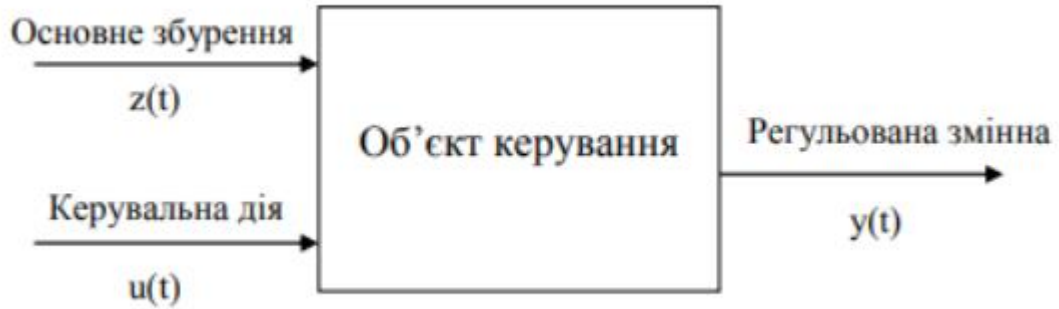 Основне збурення
z(t)
Об’єкт керування
Керувальна дія
u(t)
Регульована змінна
y(t)